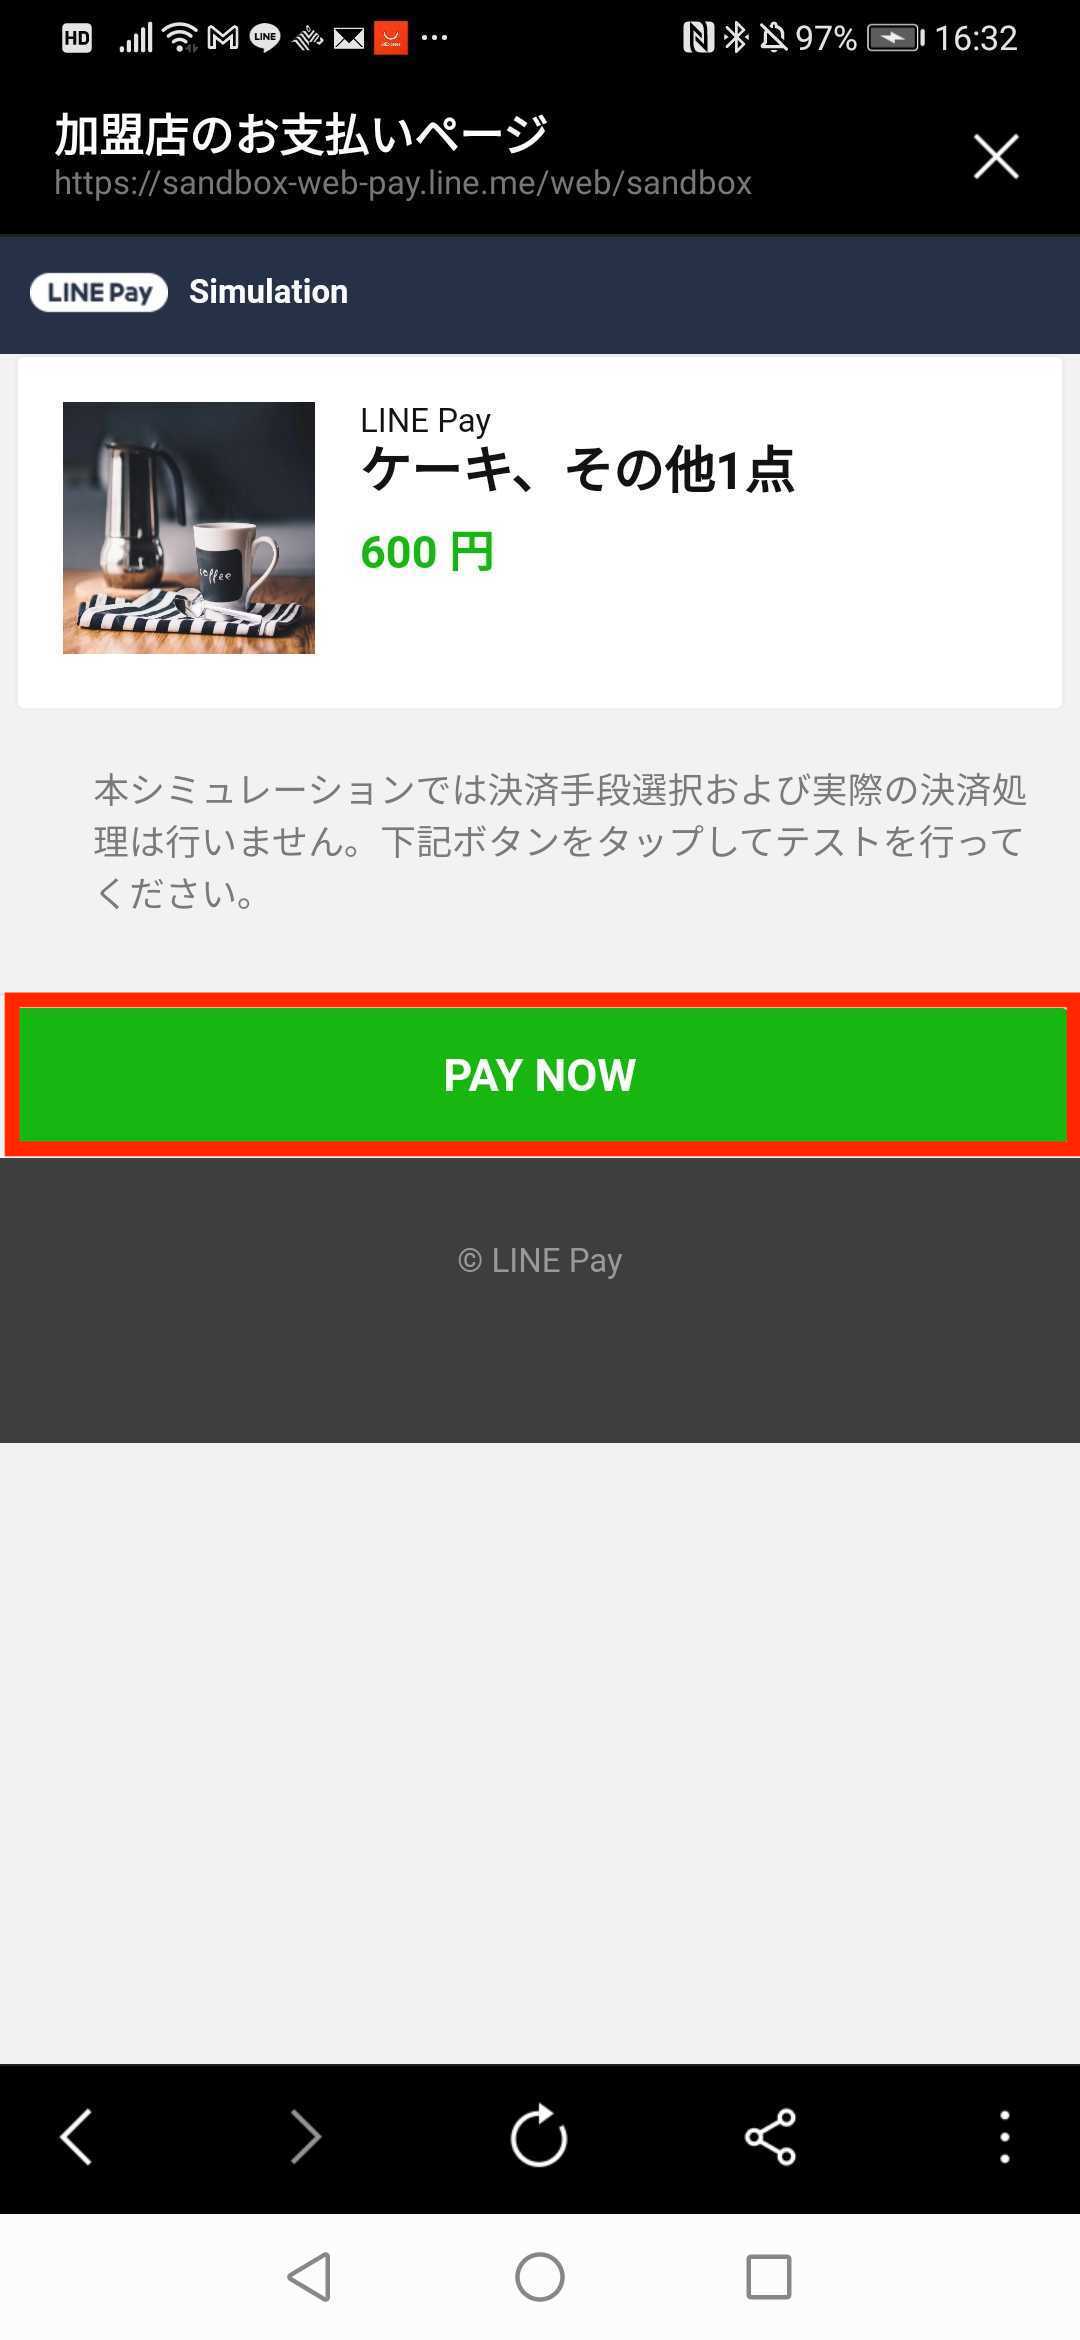 HD LINE 97% 16:32
加盟店のお支払いページ
https://sandbox-web-pay.line.me/web/sandbox
LINE Pay Simulation
LINE Pay
ケーキ、その他1点
600 円
coffee
本シミュレーションでは決済手段選択および実際の決済処
理は行いません。下記ボタンをタップしてテストを行って
ください。
PAY NOW
© LINE Pay